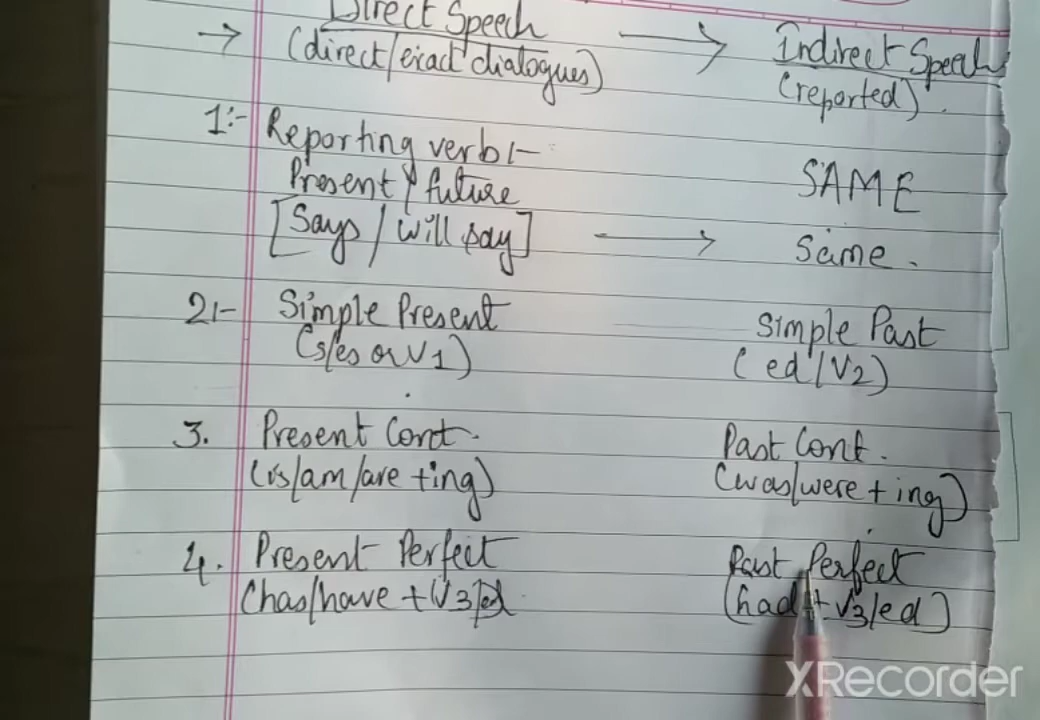 Direct Speech → Indirect Speech
→ (direct/exact dialogues) (reported).
1:- Reporting verb:-
Present / future SAME
[Says / will say] → Same.
2:- Simple Present Simple Past
(s/es or V1) (ed/V2)
3. Present Cont. Past Cont.
(is/am/are +ing) (was/were + ing)
4. Present Perfect Past Perfect
(has/have + V3/ed (had + V3/ed)
XRecorder